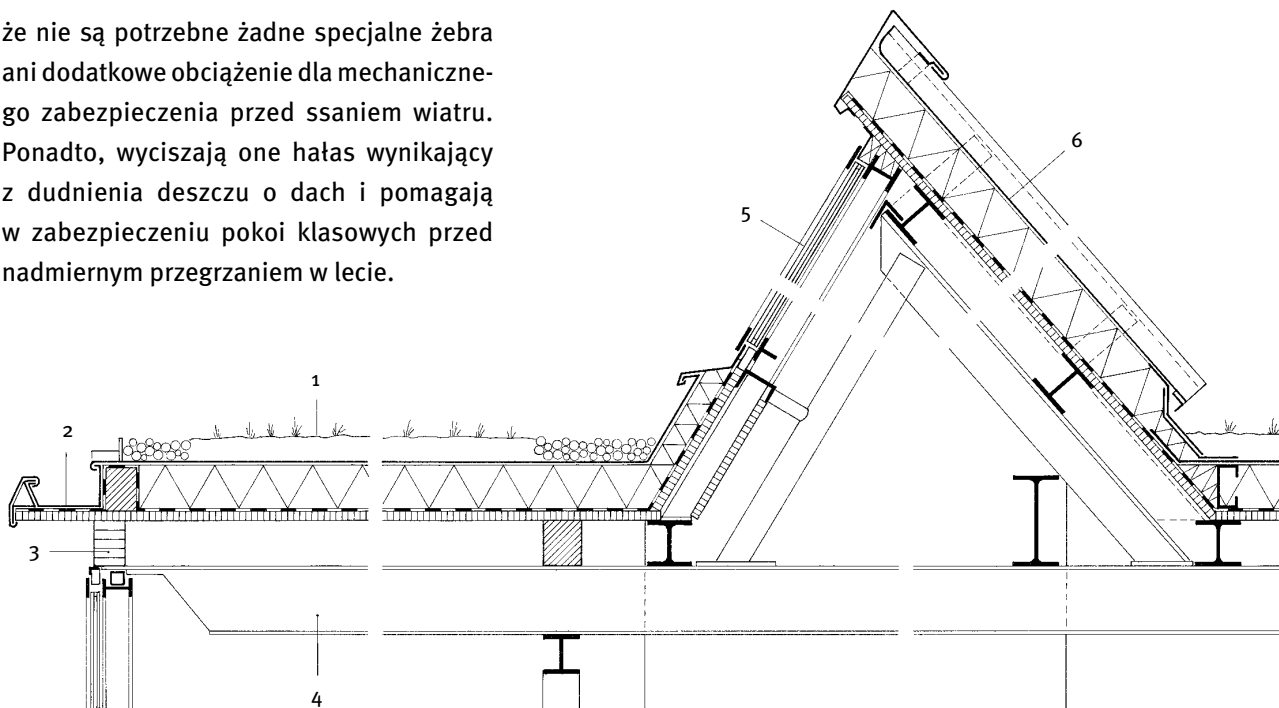 że nie są potrzebne żadne specjalne żebra
ani dodatkowe obciążenie dla mechaniczne-
go zabezpieczenia przed ssaniem wiatru.
Ponadto, wyciszają one hałas wynikający
z dudnienia deszczu o dach i pomagają
w zabezpieczeniu pokoi klasowych przed
nadmiernym przegrzaniem w lecie.
6
5
1
2
3
4